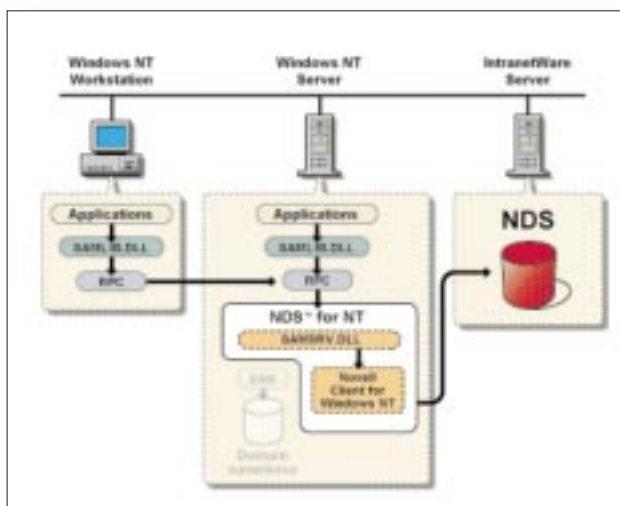 Windows NT
Workstation
Windows NT
Server
IntranetWare
Server
Applications
SAMLIB.DLL
RPC
Applications
SAMLIB.DLL
RPC
NDS™ for NT
SAMSRV.DLL
Novell
Client for
Windows NT
SAM
Domain
NDS